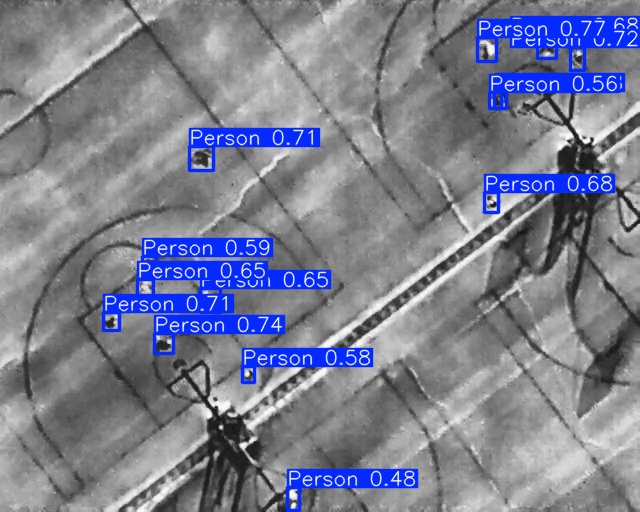 Person 0.77
Person 0.72
Person 0.56
Person 0.71
Person 0.68
Person 0.59
Person 0.65
Person 0.65
Person 0.71
Person 0.74
Person 0.58
Person 0.48